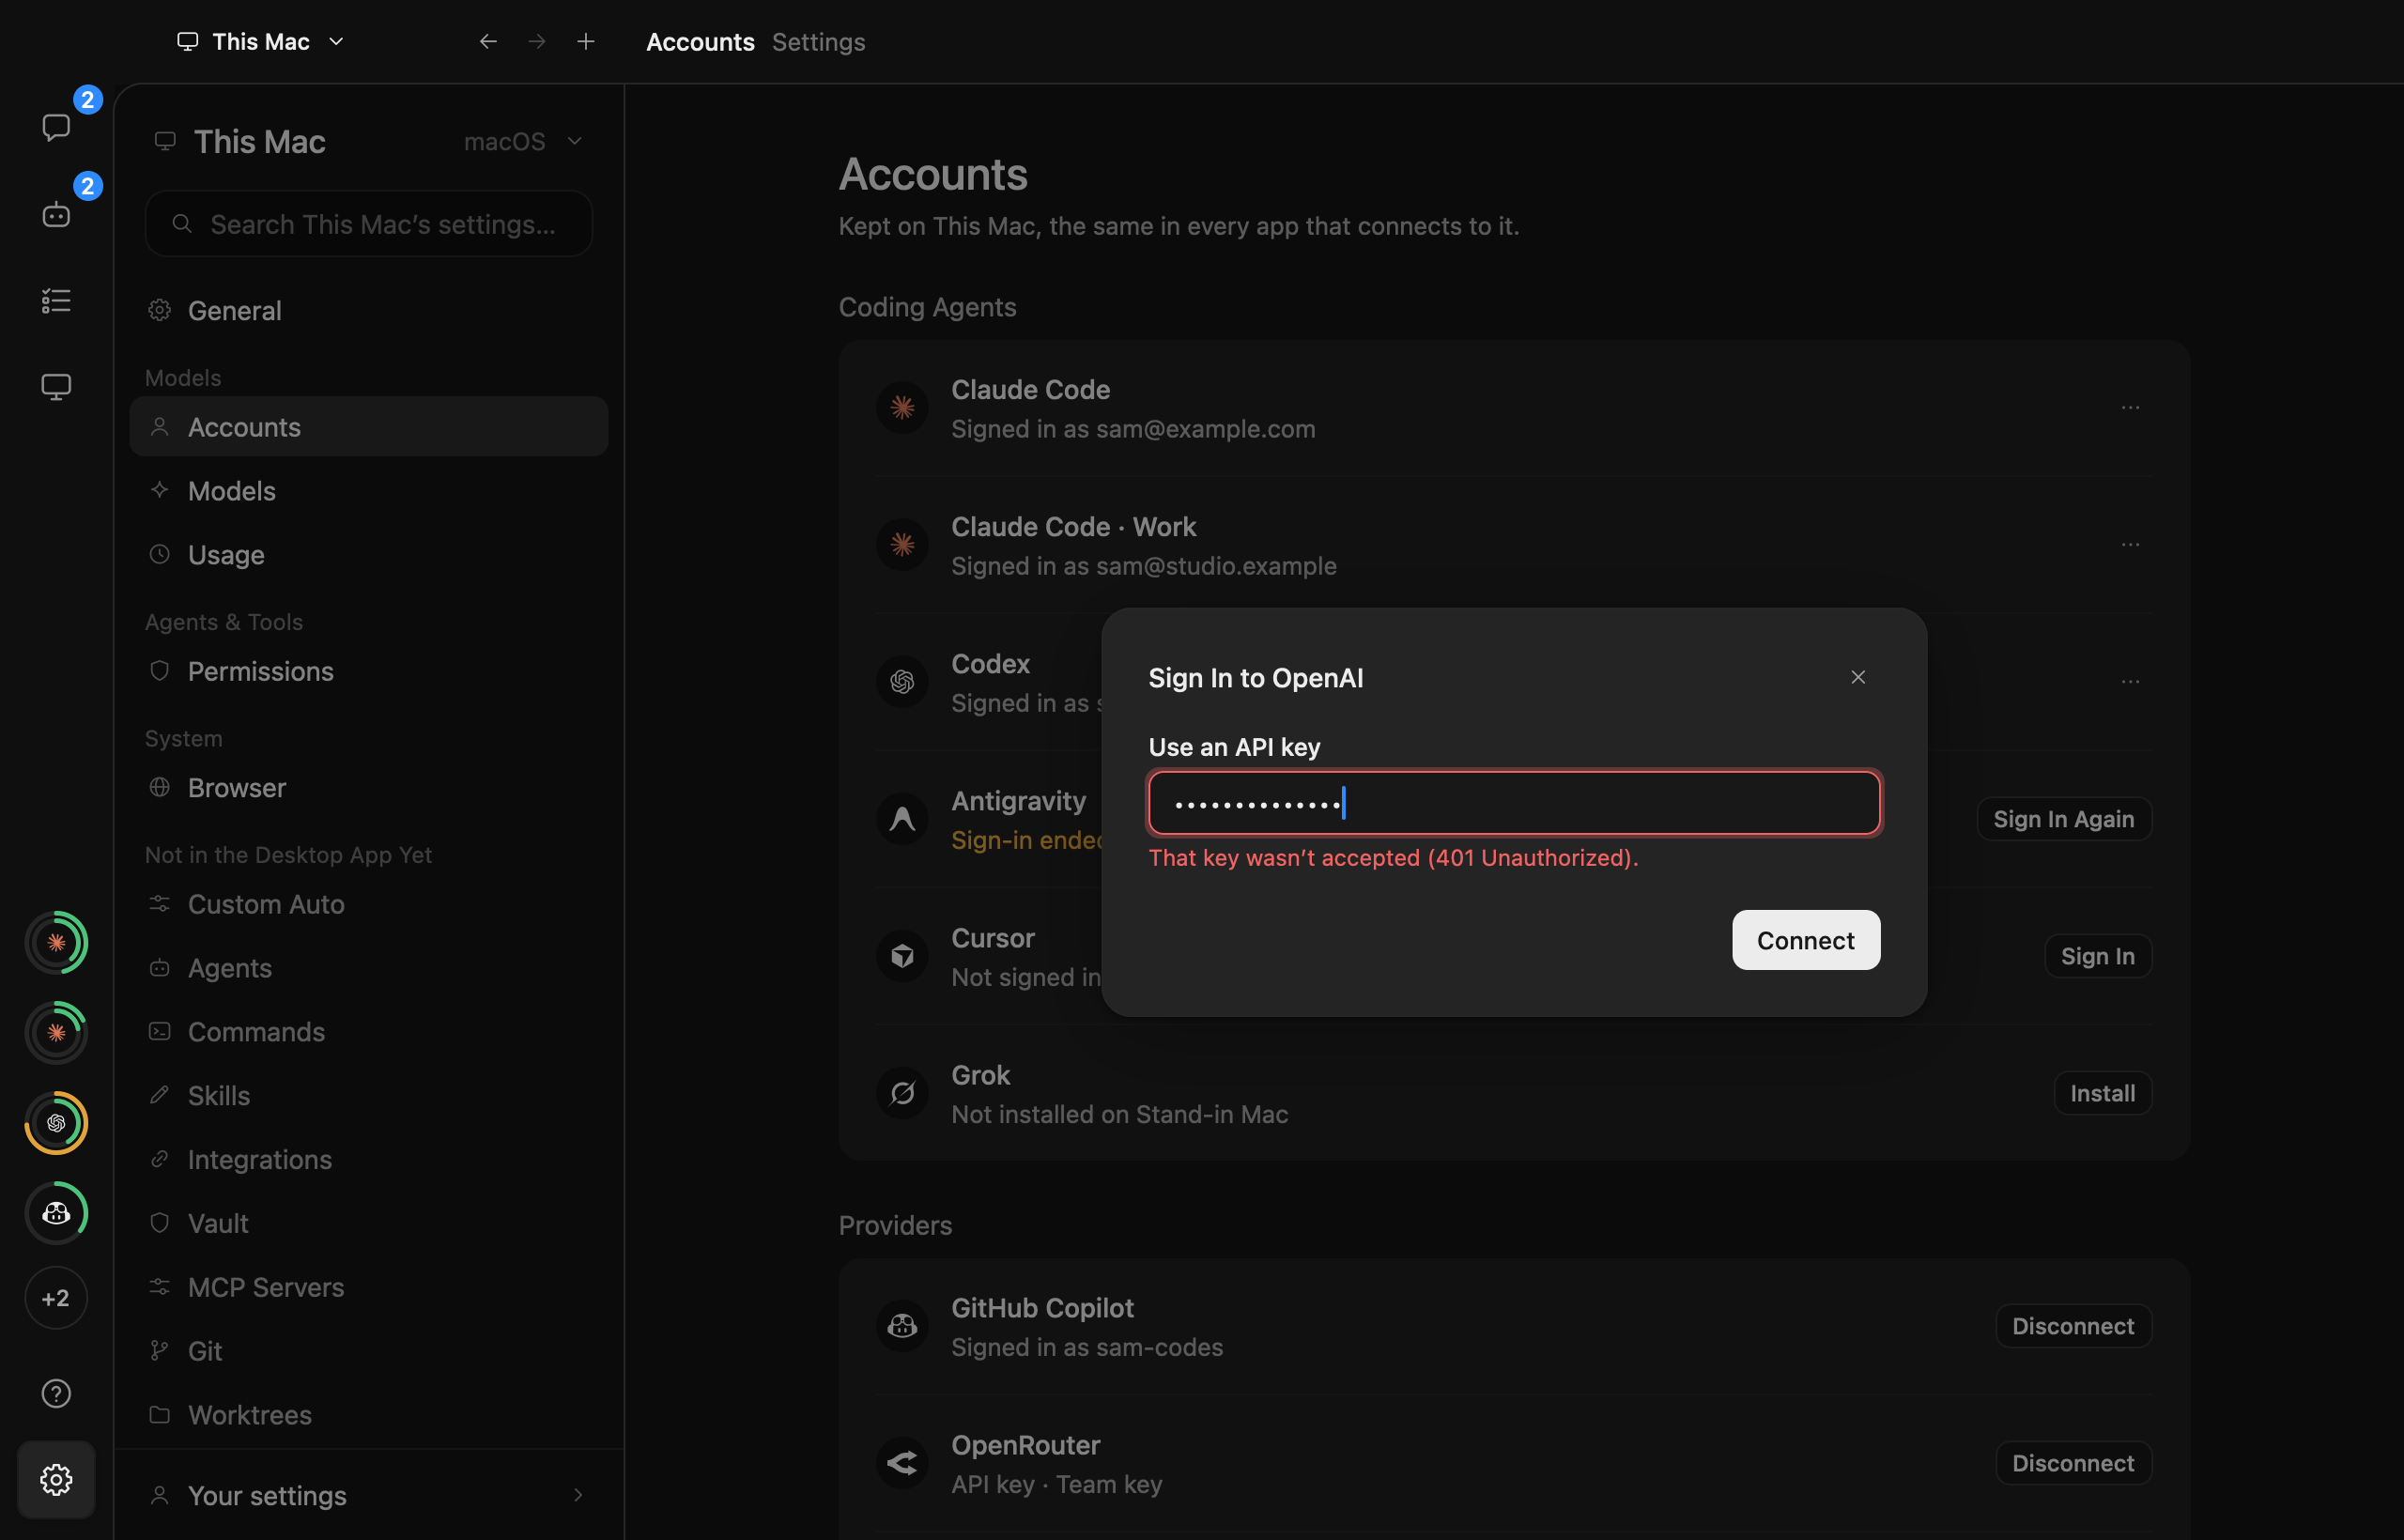 This Mac
Accounts Settings
2
2
This Mac macOS
Search This Mac’s settings...
General
Models
Accounts
Models
Usage
Agents & Tools
Permissions
System
Browser
Not in the Desktop App Yet
Custom Auto
Agents
Commands
Skills
Integrations
Vault
MCP Servers
Git
Worktrees
Your settings
+2
Accounts
Kept on This Mac, the same in every app that connects to it.
Coding Agents
Claude Code
Signed in as sam@example.com
Claude Code · Work
Signed in as sam@studio.example
Codex
Signed in as
Antigravity
Sign-in ended
Sign In Again
Cursor
Not signed in
Sign In
Grok
Not installed on Stand-in Mac
Install
Sign In to OpenAI
Use an API key
That key wasn’t accepted (401 Unauthorized).
Connect
Providers
GitHub Copilot
Signed in as sam-codes
Disconnect
OpenRouter
API key · Team key
Disconnect